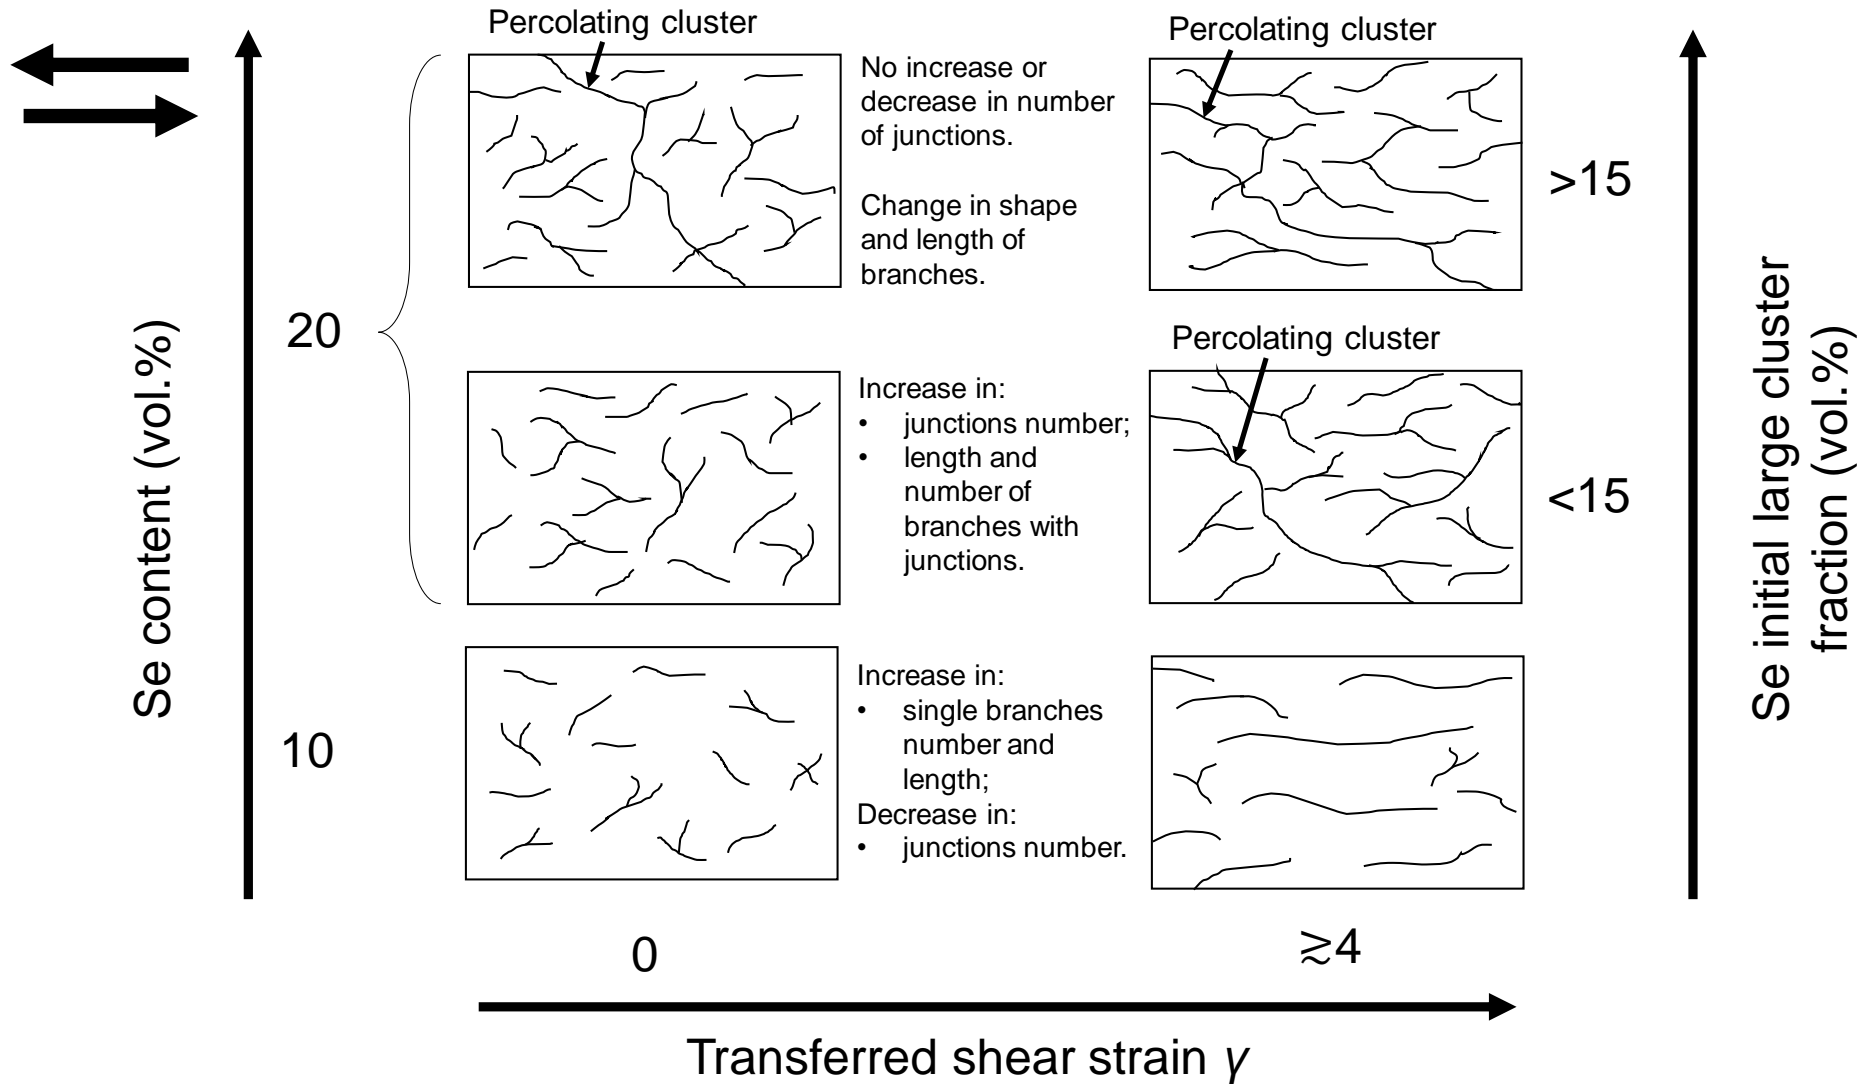 Percolating cluster
Percolating cluster
No increase or
decrease in number
of junctions.
Change in shape
and length of
branches.
>15
Percolating cluster
20
Increase in:
• junctions number;
• length and
number of
branches with
junctions.
<15
Se content (vol.%)
Se initial large cluster
fraction (vol.%)
10
Increase in:
• single branches
number and
length;
Decrease in:
• junctions number.
0
⪆4
Transferred shear strain γ